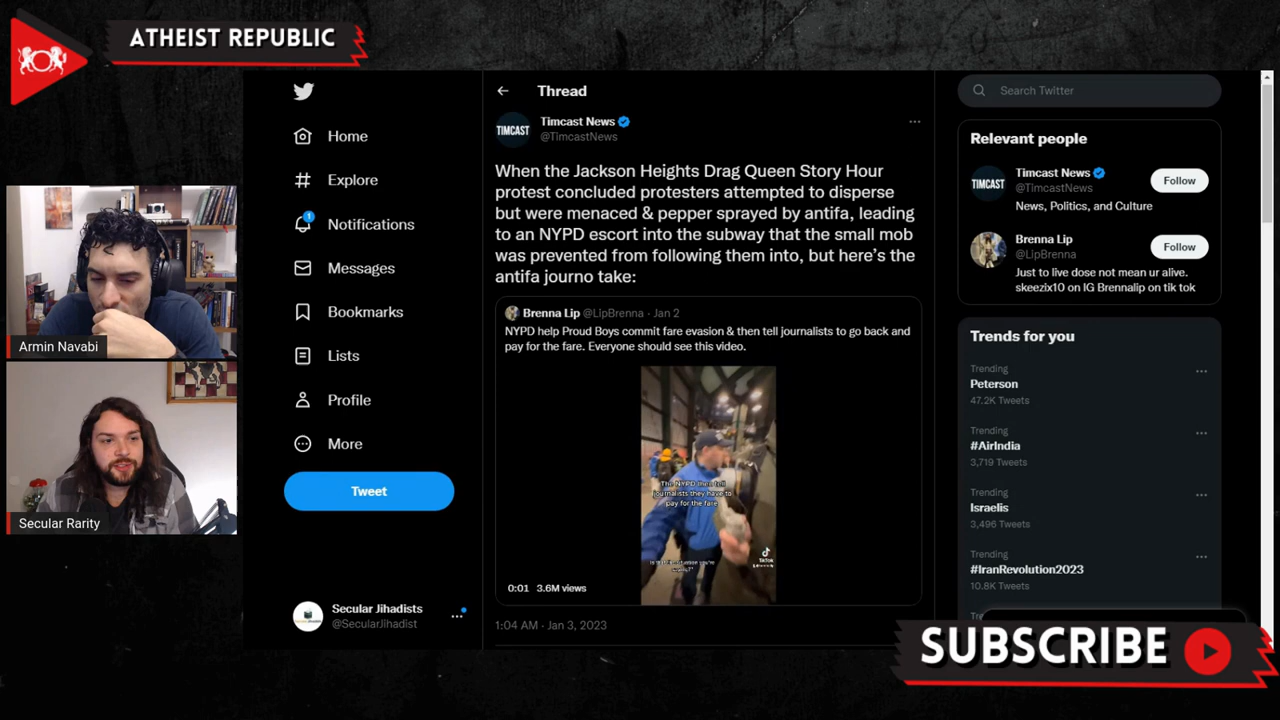 ATHEIST REPUBLIC
Armin Navabi
Secular Rarity
Home
Explore
1
Notifications
Messages
Bookmarks
Lists
Profile
More
Tweet
Secular Jihadists
@SecularJihadist
Thread
TIMCAST
Timcast News
@TimcastNews
When the Jackson Heights Drag Queen Story Hour
protest concluded protesters attempted to disperse
but were menaced & pepper sprayed by antifa, leading
to an NYPD escort into the subway that the small mob
was prevented from following them into, but here's the
antifa journo take:
Brenna Lip @LIpBrenna · Jan 2
NYPD help Proud Boys commit fare evasion & then tell journalists to go back and
pay for the fare. Everyone should see this video.
The NYPD then tell
journalists they have to
pay for the fare
TikTok
0:01 3.6M views
1:04 AM · Jan 3, 2023
Search Twitter
Relevant people
TIMCAST
Timcast News
@TimcastNews
Follow
News, Politics, and Culture
Brenna Lip
@LIpBrenna
Follow
Just to live dose not mean ur alive.
skeezix10 on IG Brennalip on tik tok
Trends for you
Trending
Peterson
47.2K Tweets
Trending
#AirIndia
3,719 Tweets
Trending
Israelis
3,496 Tweets
Trending
#IranRevolution2023
10.8K Tweets
SUBSCRIBE